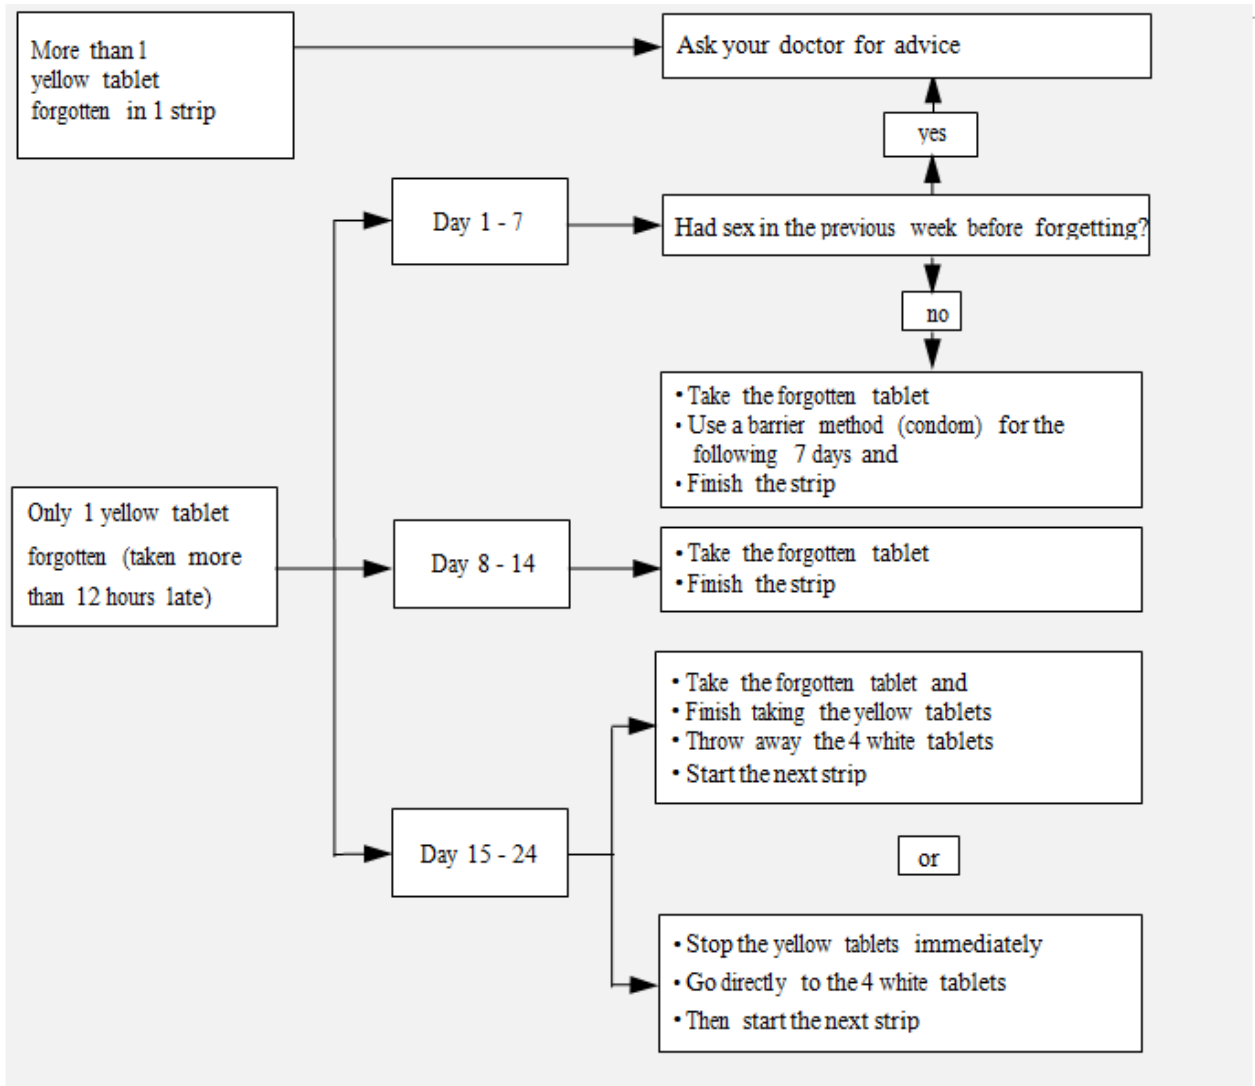 More than 1
yellow tablet
forgotten in 1 strip
Ask your doctor for advice
yes
Day 1 - 7
Had sex in the previous week before forgetting?
no
• Take the forgotten tablet
• Use a barrier method (condom) for the
following 7 days and
• Finish the strip
Only 1 yellow tablet
forgotten (taken more
than 12 hours late)
Day 8 - 14
• Take the forgotten tablet
• Finish the strip
• Take the forgotten tablet and
• Finish taking the yellow tablets
• Throw away the 4 white tablets
• Start the next strip
Day 15 - 24
or
• Stop the yellow tablets immediately
• Go directly to the 4 white tablets
• Then start the next strip